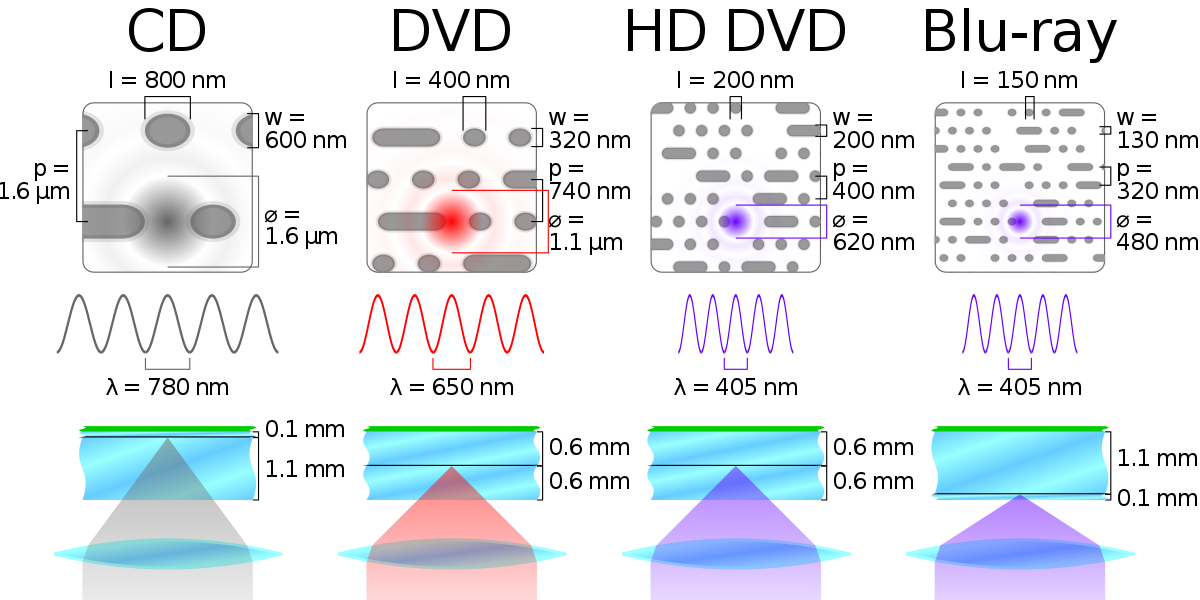 CD
l = 800 nm
w =
600 nm
p =
1.6 µm
⌀ =
1.6 µm
λ = 780 nm
0.1 mm
1.1 mm
DVD
l = 400 nm
w =
320 nm
p =
740 nm
⌀ =
1.1 µm
λ = 650 nm
0.6 mm
0.6 mm
HD DVD
l = 200 nm
w =
200 nm
p =
400 nm
⌀ =
620 nm
λ = 405 nm
0.6 mm
0.6 mm
Blu-ray
l = 150 nm
w =
130 nm
p =
320 nm
⌀ =
480 nm
λ = 405 nm
1.1 mm
0.1 mm